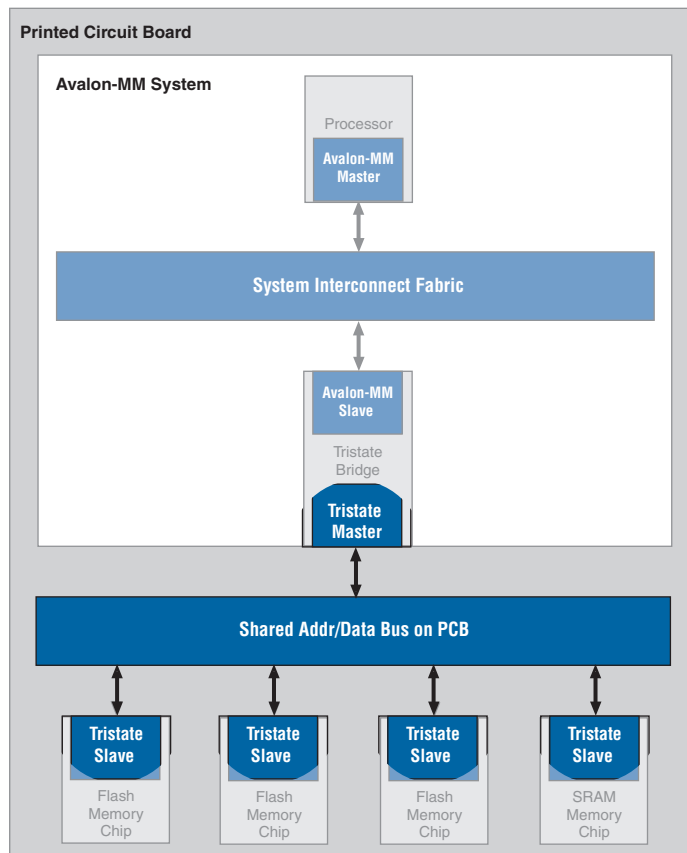 Printed Circuit Board
Avalon-MM System
Processor
Avalon-MM
Master
System Interconnect Fabric
Avalon-MM
Slave
Tristate
Bridge
Tristate
Master
Shared Addr/Data Bus on PCB
Tristate
Slave
Flash
Memory
Chip
Tristate
Slave
Flash
Memory
Chip
Tristate
Slave
Flash
Memory
Chip
Tristate
Slave
SRAM
Memory
Chip